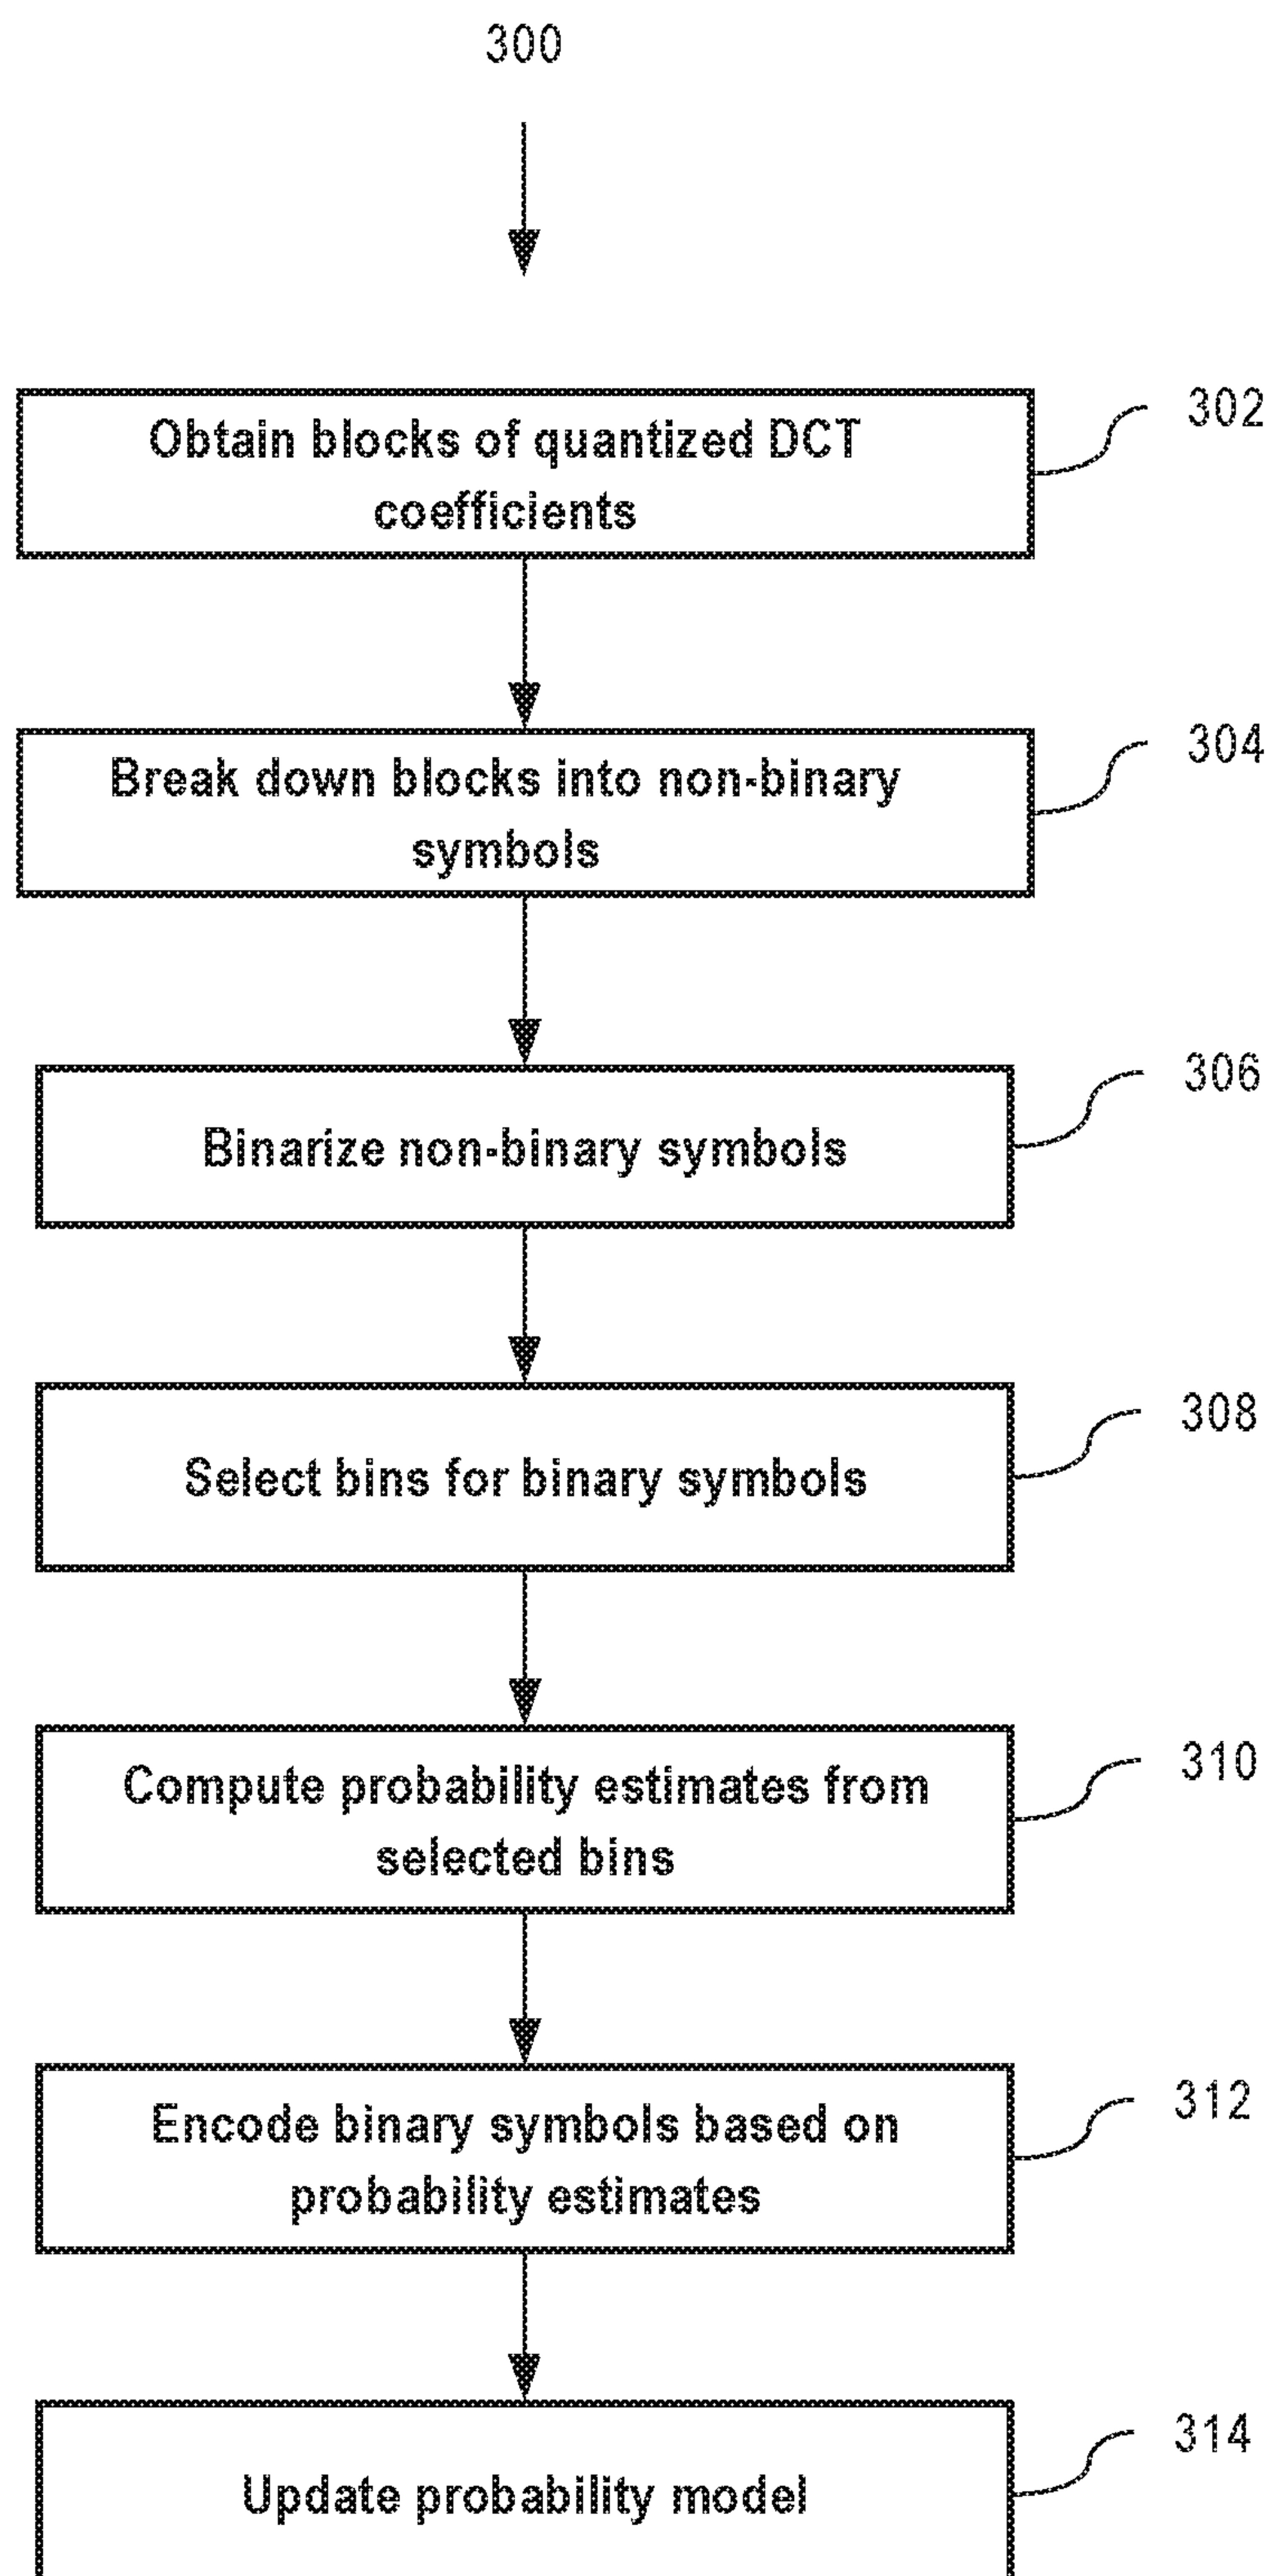 300
Obtain blocks of quantized DCT
coefficients
302
Break down blocks into non-binary
symbols
304
Binarize non-binary symbols
306
Select bins for binary symbols
308
Compute probability estimates from
selected bins
310
Encode binary symbols based on
probability estimates
312
Update probability model
314